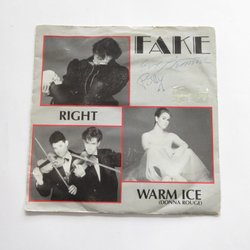 FAKE
RIGHT
WARM ICE
(DONNA ROUGE)